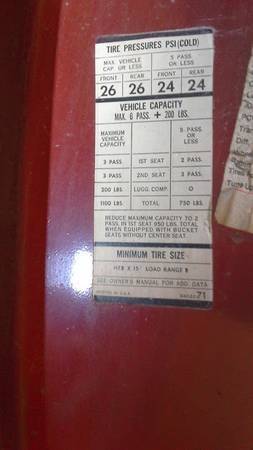 TIRE PRESSURES PSI (COLD)
MAX. VEHICLE 5 PASS
CAP. OR LESS OR LESS
FRONT REAR FRONT REAR
26 26 24 24
VEHICLE CAPACITY
MAX. 6 PASS. + 200 LBS.
MAXIMUM VEHICLE CAPACITY
5 PASS. OR LESS
3 PASS. 1ST SEAT 2 PASS.
3 PASS. 2ND SEAT 3 PASS.
200 LBS. LUGG. COMP. 0
1100 LBS. TOTAL 750 LBS.
REDUCE MAXIMUM CAPACITY TO 2
PASS. IN 1ST SEAT 950 LBS. TOTAL
WHEN EQUIPPED WITH BUCKET
SEATS WITHOUT CENTER SEAT.
MINIMUM TIRE SIZE
X 15 LOAD RANGE B
SEE OWNER'S MANUAL FOR ADD. DATA
PRINTED IN U.S.A. 71